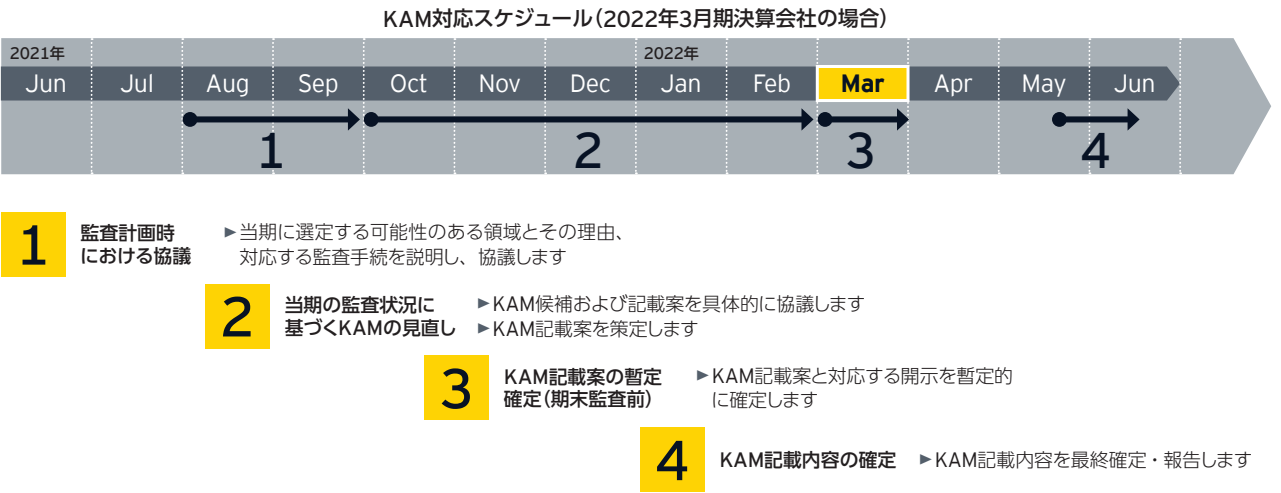 KAM対応スケジュール（2022年3月期決算会社の場合）
2021年 2022年
Jun Jul Aug Sep Oct Nov Dec Jan Feb Mar Apr May Jun
1 2 3 4
1 監査計画時
における協議
►当期に選定する可能性のある領域とその理由、
対応する監査手続を説明し、協議します
2 当期の監査状況に
基づくKAMの見直し
►KAM候補および記載案を具体的に協議します
►KAM記載案を策定します
3 KAM記載案の暫定
確定（期末監査前）
►KAM記載案と対応する開示を暫定的
に確定します
4 KAM記載内容の確定 ►KAM記載内容を最終確定・報告します